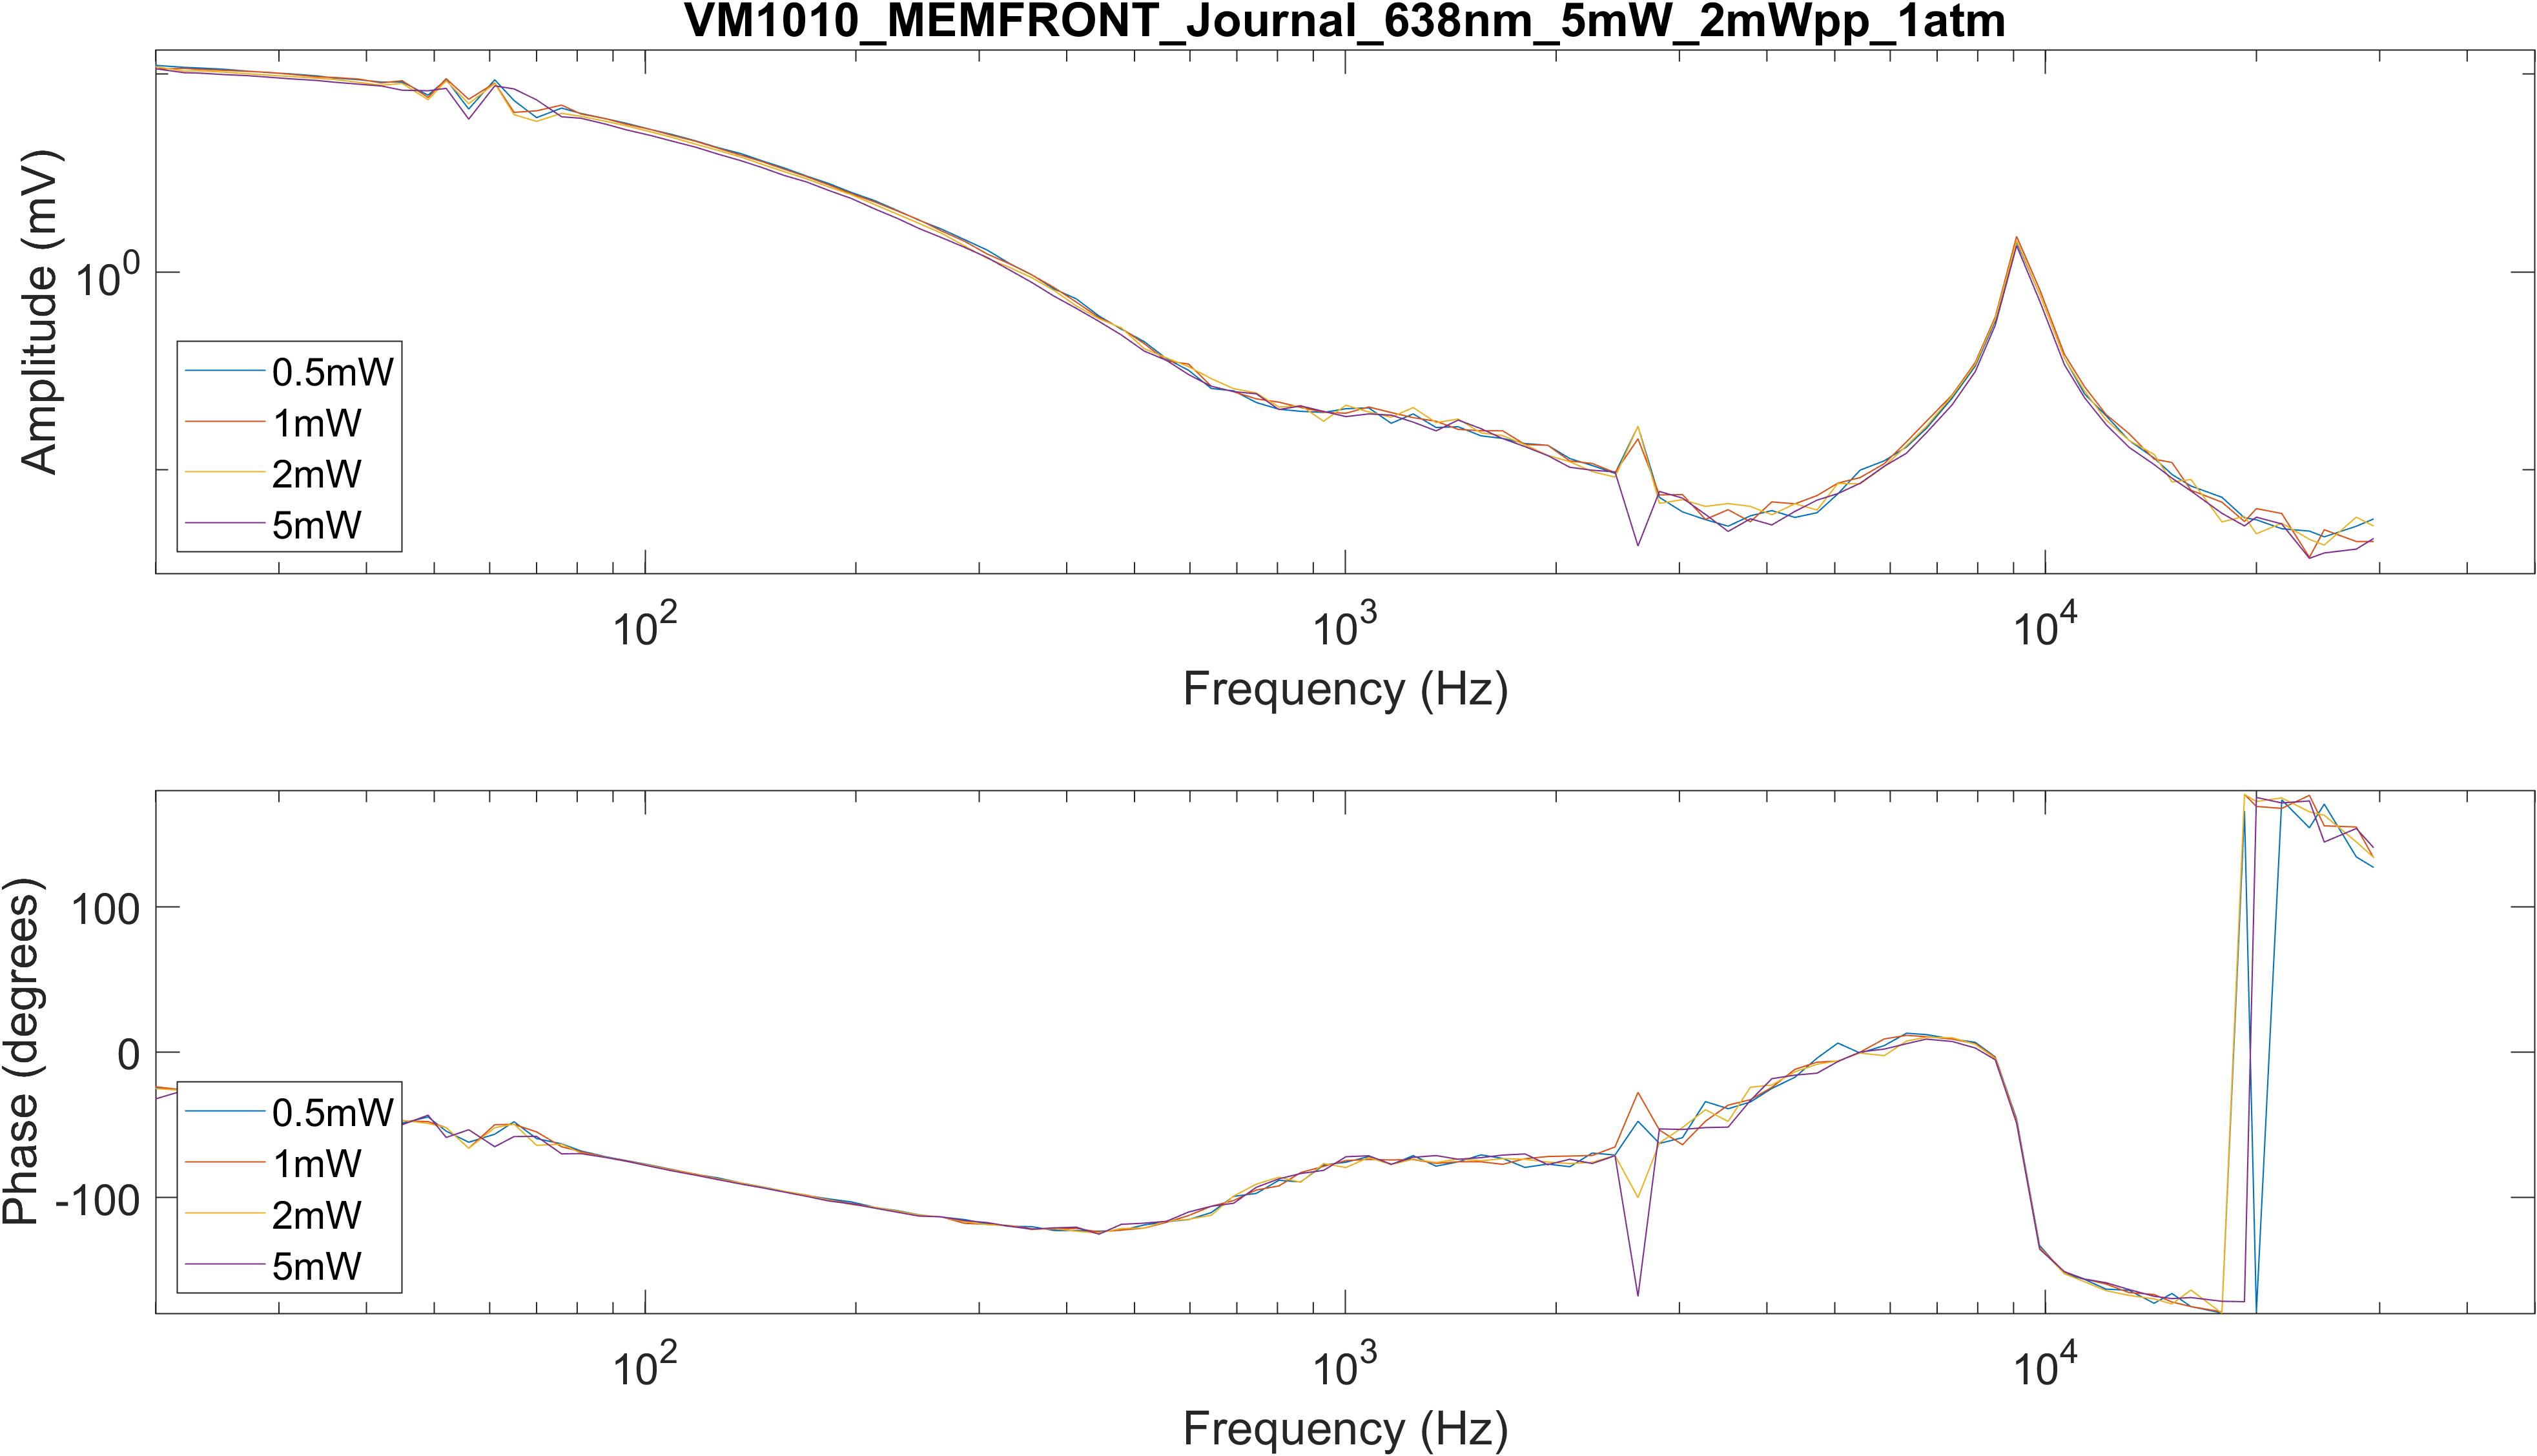 VM1010_MEMFRONT_Journal_638nm_5mW_2mWpp_1atm
Amplitude (mV)
10^0
0.5mW
1mW
2mW
5mW
10^2 10^3 10^4
Frequency (Hz)
Phase (degrees)
100
0
-100
0.5mW
1mW
2mW
5mW
10^2 10^3 10^4
Frequency (Hz)